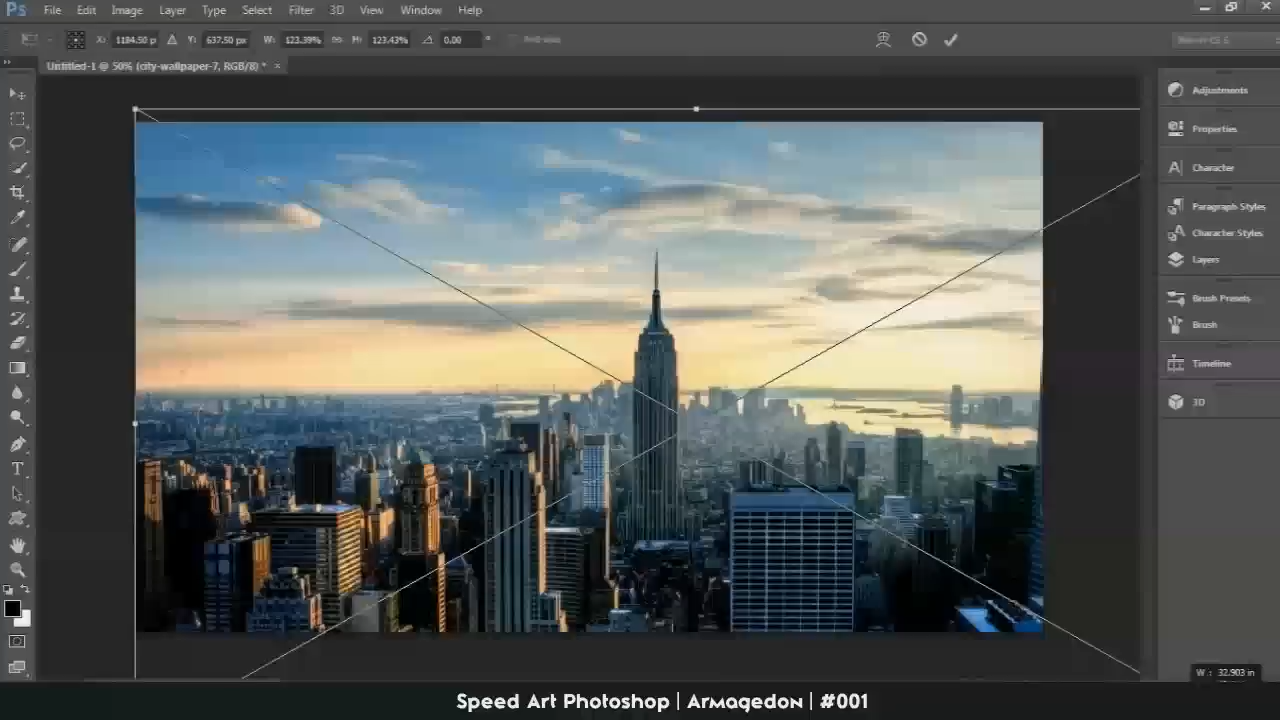 Ps File Edit Image Layer Type Select Filter 3D View Window Help
X: 1184.50 p Y: 637.50 px W: 123.39% H: 123.43% 0.00 °
Untitled-1 @ 50% (city-wallpaper-7, RGB/8) * ×
Adjustments
Properties
Character
Paragraph Styles
Character Styles
Layers
Brush Presets
Brush
Timeline
3D
W : 32.903 in
Speed Art Photoshop | Armagedon | #001